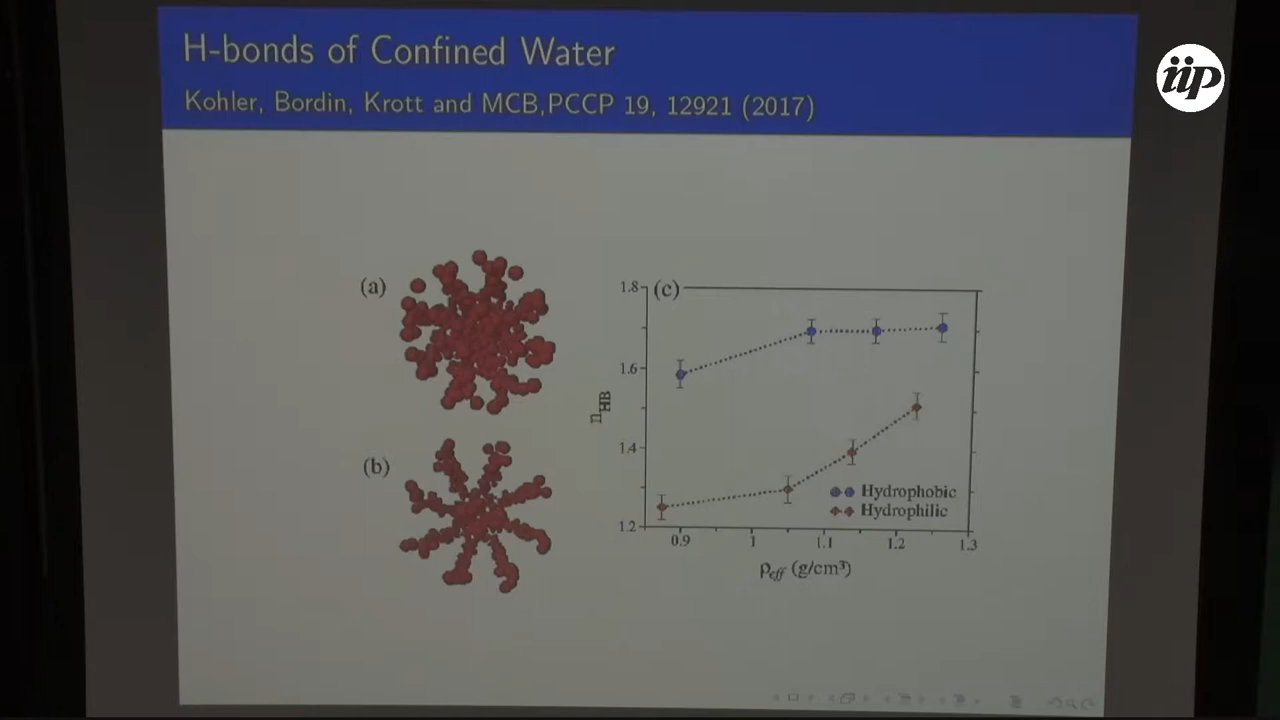 H-bonds of Confined Water
Kohler, Bordin, Krott and MCB,PCCP 19, 12921 (2017)
iip
(a)
(b)
(c)
1.8
1.6
1.4
1.2
n_HB
0.9 1 1.1 1.2 1.3
ρ_eff (g/cm³)
Hydrophobic
Hydrophilic